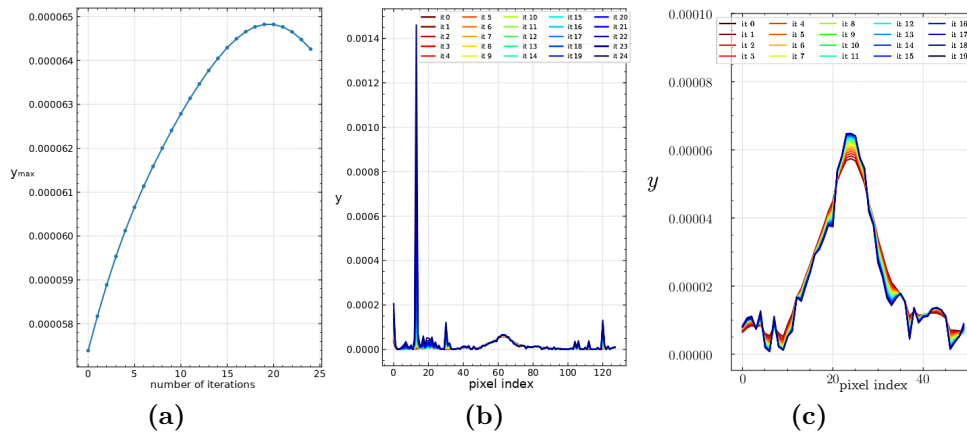 0.000065
0.000064
0.000063
0.000062
y_max
0.000061
0.000060
0.000059
0.000058
0 5 10 15 20 25
number of iterations
(a)
it 0 it 5 it 10 it 15 it 20
it 1 it 6 it 11 it 16 it 21
it 2 it 7 it 12 it 17 it 22
it 3 it 8 it 13 it 18 it 23
it 4 it 9 it 14 it 19 it 24
0.0014
0.0012
0.0010
0.0008
y
0.0006
0.0004
0.0002
0.0000
0 20 40 60 80 100 120
pixel index
(b)
0.00010
it 0 it 4 it 8 it 12 it 16
it 1 it 5 it 9 it 13 it 17
it 2 it 6 it 10 it 14 it 18
it 3 it 7 it 11 it 15 it 19
0.00008
0.00006
y
0.00004
0.00002
0.00000
0 20 40
pixel index
(c)